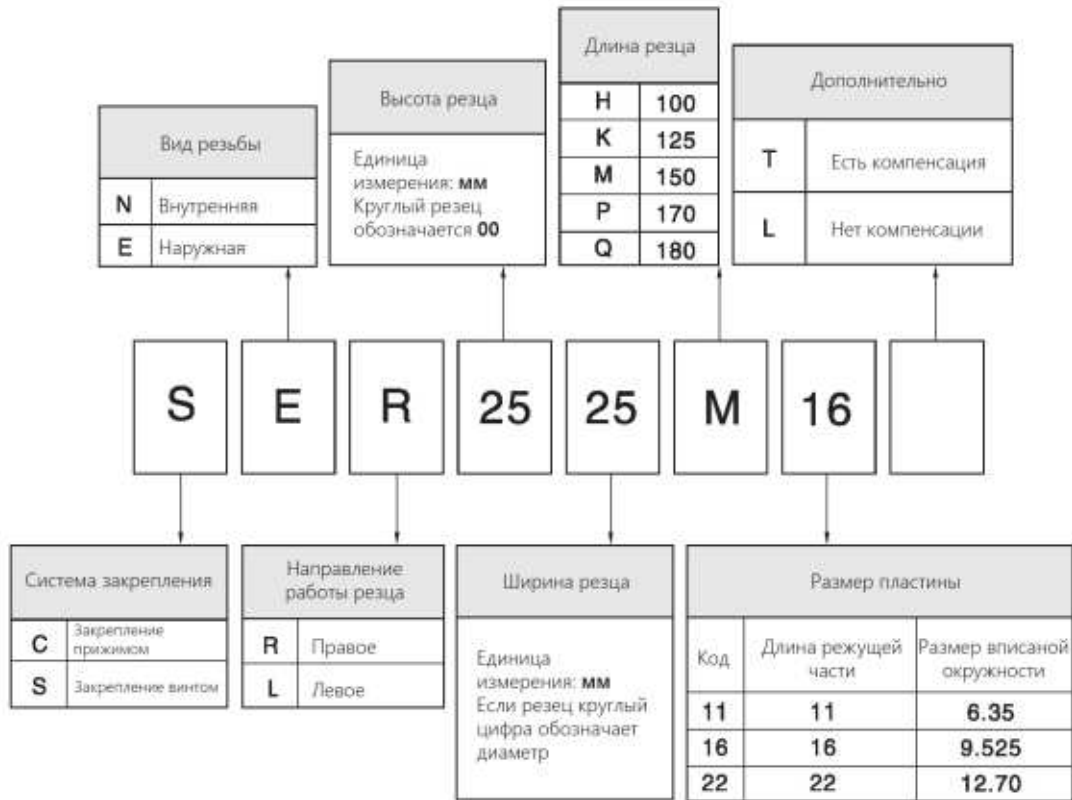 Вид резьбы
N Внутренняя
E Наружная
Высота резца
Единица
измерения: мм
Круглый резец
обозначается 00
Длина резца
H 100
K 125
M 150
P 170
Q 180
Дополнительно
T Есть компенсация
L Нет компенсации
S E R 25 25 M 16
Система закрепления
C Закрепление
прижимом
S Закрепление винтом
Направление
работы резца
R Правое
L Левое
Ширина резца
Единица
измерения: мм
Если резец круглый
цифра обозначает
диаметр
Размер пластины
Код Длина режущей Размер вписаной
части окружности
11 11 6.35
16 16 9.525
22 22 12.70